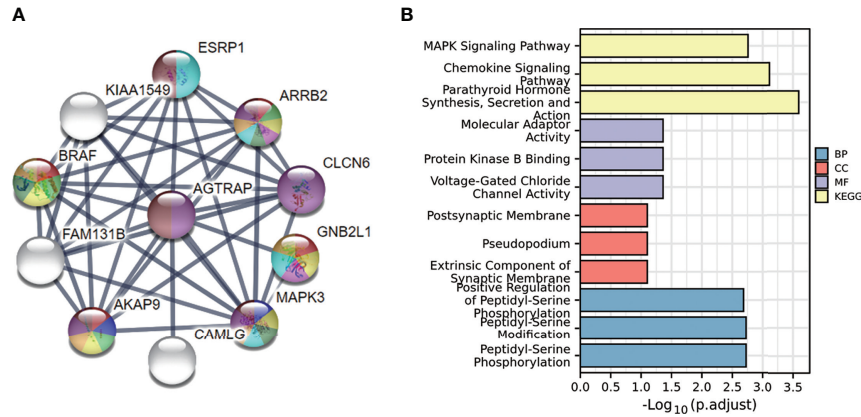 A
ESRP1
KIAA1549
ARRB2
BRAF
CLCN6
AGTRAP
FAM131B
GNB2L1
AKAP9
MAPK3
CAMLG
B
MAPK Signaling Pathway
Chemokine Signaling
Pathway
Parathyroid Hormone
Synthesis, Secretion and
Action
Molecular Adaptor
Activity
Protein Kinase B Binding
Voltage-Gated Chloride
Channel Activity
Postsynaptic Membrane
Pseudopodium
Extrinsic Component of
Synaptic Membrane
Positive Regulation
of Peptidyl-Serine
Phosphorylation
Peptidyl-Serine
Modification
Peptidyl-Serine
Phosphorylation
0.0 0.5 1.0 1.5 2.0 2.5 3.0 3.5
-Log10 (p.adjust)
BP
CC
MF
KEGG